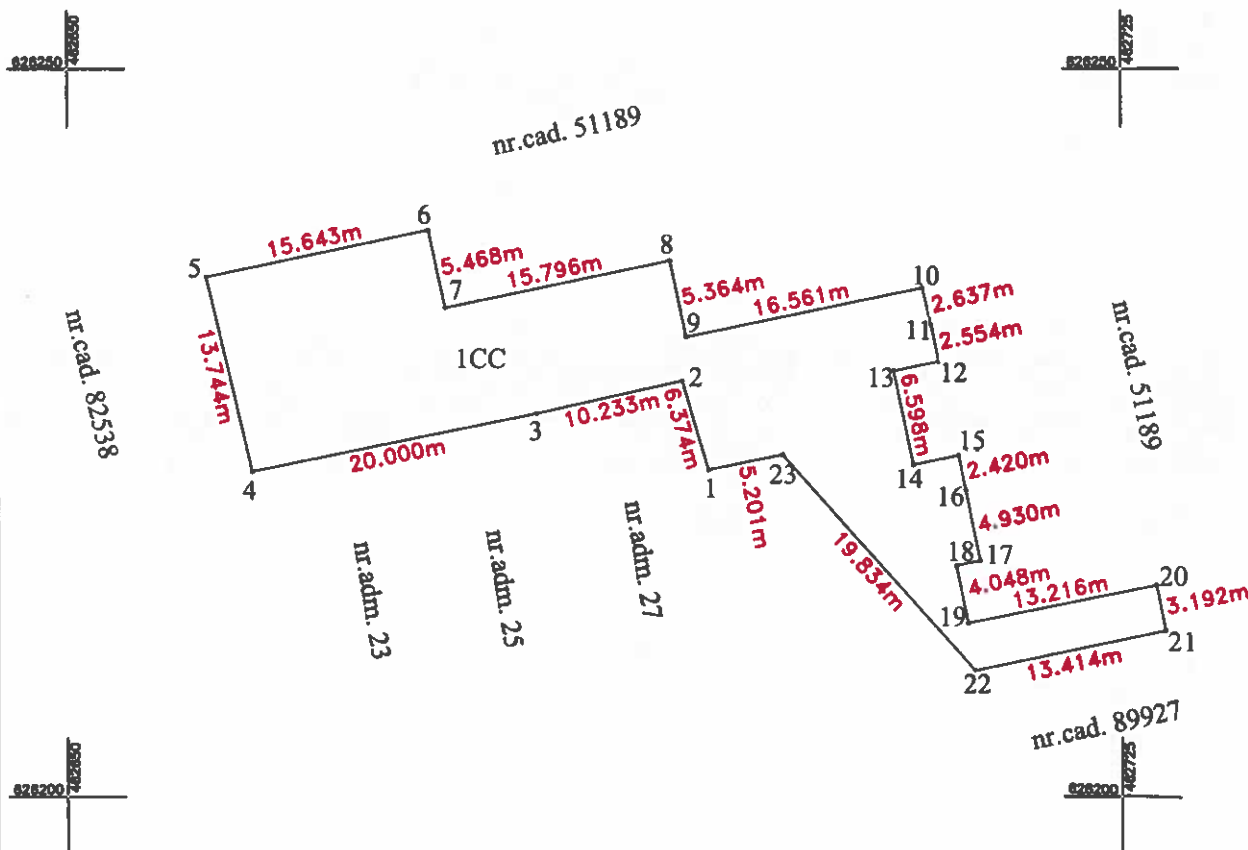 462650
626250
462725
626250
nr.cad. 51189
6
15.643m
8
5
5.468m
15.796m
10
7
5.364m
16.561m
2.637m
9
11
nr.cad. 82538
13.744m
1CC
2.554m
nr.cad. 51189
2
13
12
10.233m
6.374m
6.598m
3
20.000m
15
4
1
23
14
2.420m
5.201m
16
nr.adm. 27
4.930m
nr.adm. 25
nr.adm. 23
19.834m
18
17
4.048m
20
13.216m
3.192m
19
21
13.414m
22
nr.cad. 89927
462650
626200
462725
626200